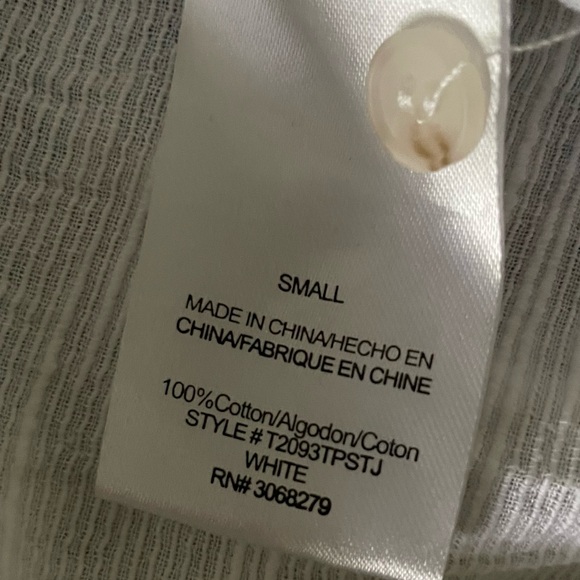 SMALL
MADE IN CHINA/HECHO EN
CHINA/FABRIQUE EN CHINE
100%Cotton/Algodon/Coton
STYLE # T2093TPSTJ
WHITE
RN# 3068279